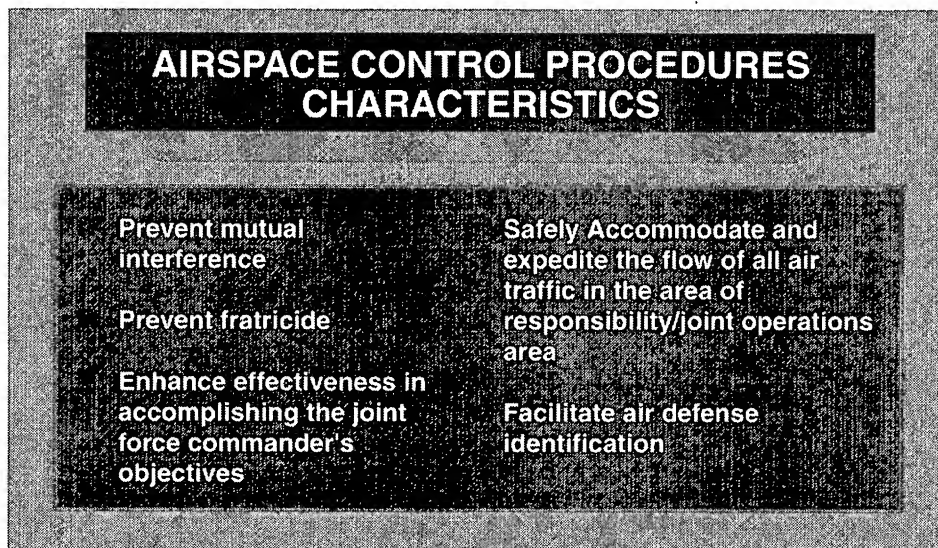 AIRSPACE CONTROL PROCEDURES
CHARACTERISTICS
Prevent mutual
interference
Prevent fratricide
Enhance effectiveness in
accomplishing the joint
force commander's
objectives
Safely Accommodate and
expedite the flow of all air
traffic in the area of
responsibility/joint operations
area
Facilitate air defense
identification